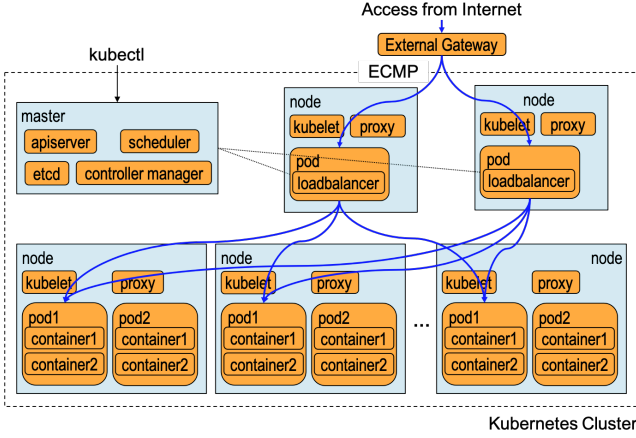 Access from Internet
External Gateway
kubectl
ECMP
master
apiserver
scheduler
etcd
controller manager
node
kubelet
proxy
pod
loadbalancer
node
kubelet
proxy
pod
loadbalancer
node
kubelet
proxy
pod1
container1
container2
pod2
container1
container2
node
kubelet
proxy
pod1
container1
container2
pod2
container1
container2
...
node
kubelet
proxy
pod1
container1
container2
pod2
container1
container2
Kubernetes Cluster